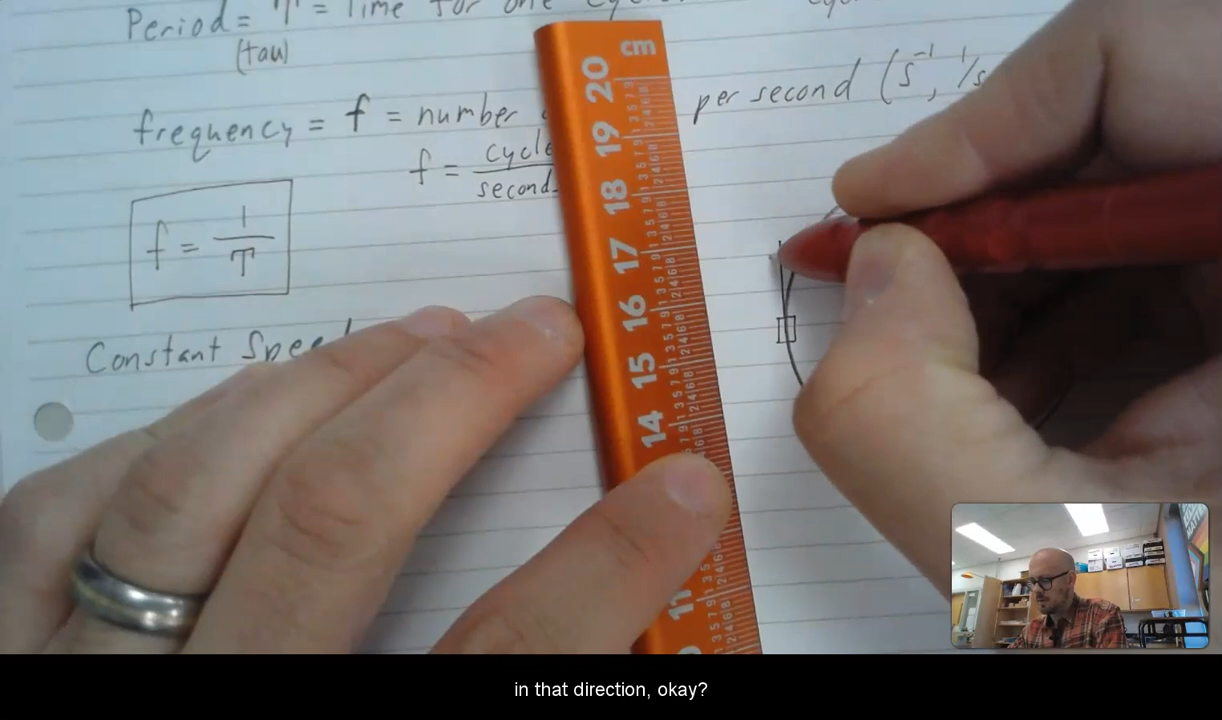 Period = T = Time for one
(tau)
frequency = f = number per second (s⁻¹, 1/s
f = cycle
second
f = 1/T
Constant
cm
20
19
18
17
16
15
14
11
in that direction, okay?